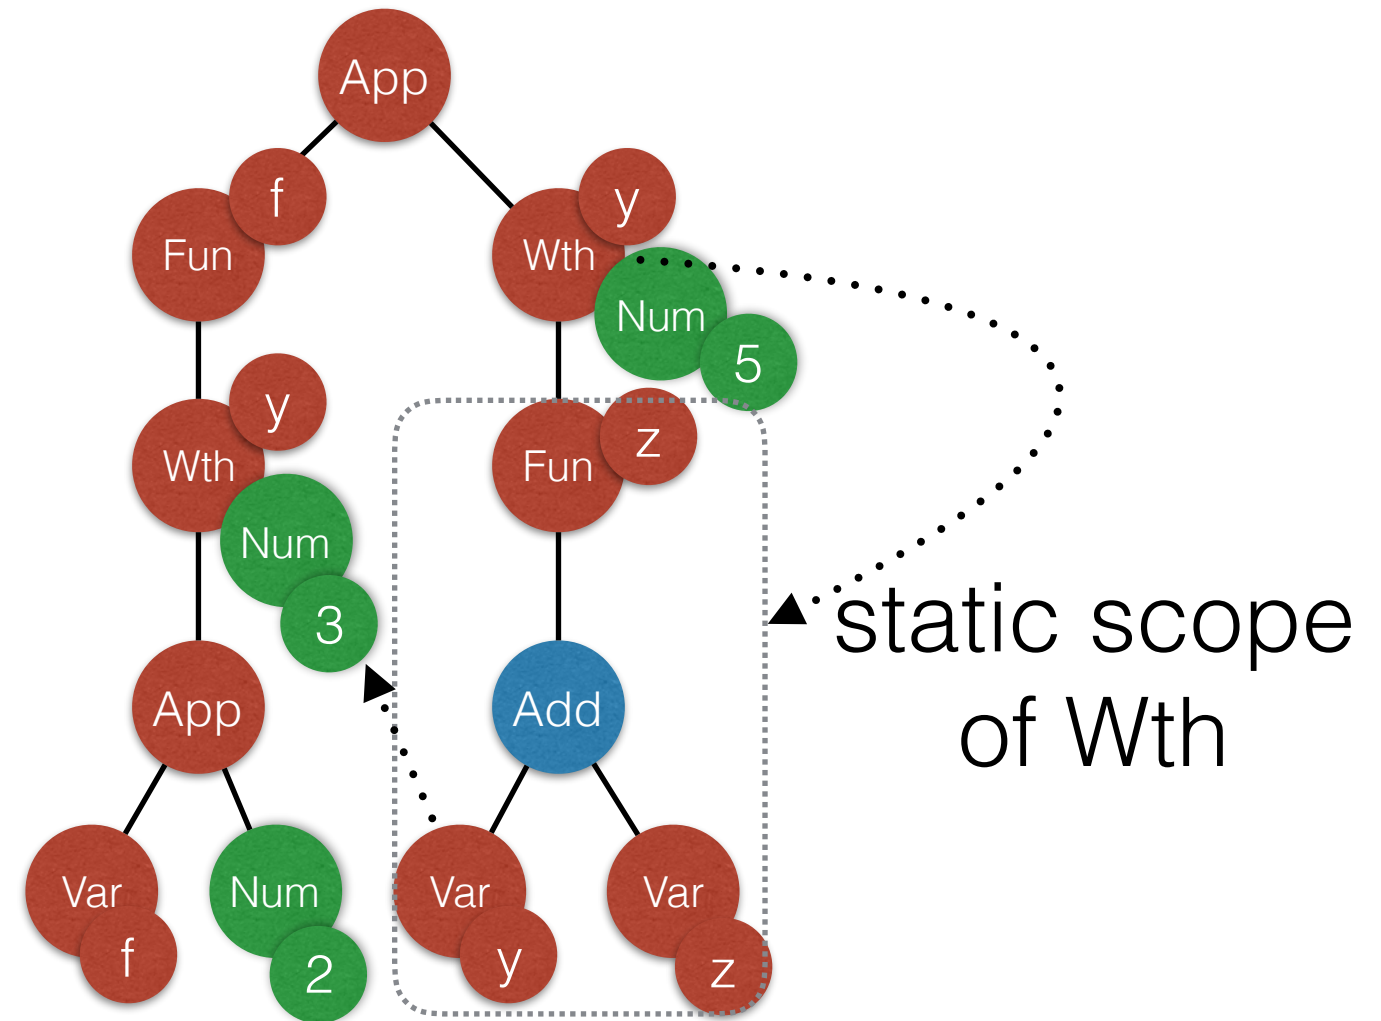 App
f
y
Fun
Wth
Num
5
y
z
Wth
Fun
Num
3
static scope
of Wth
App
Add
Var
Num
Var
Var
f
2
y
z